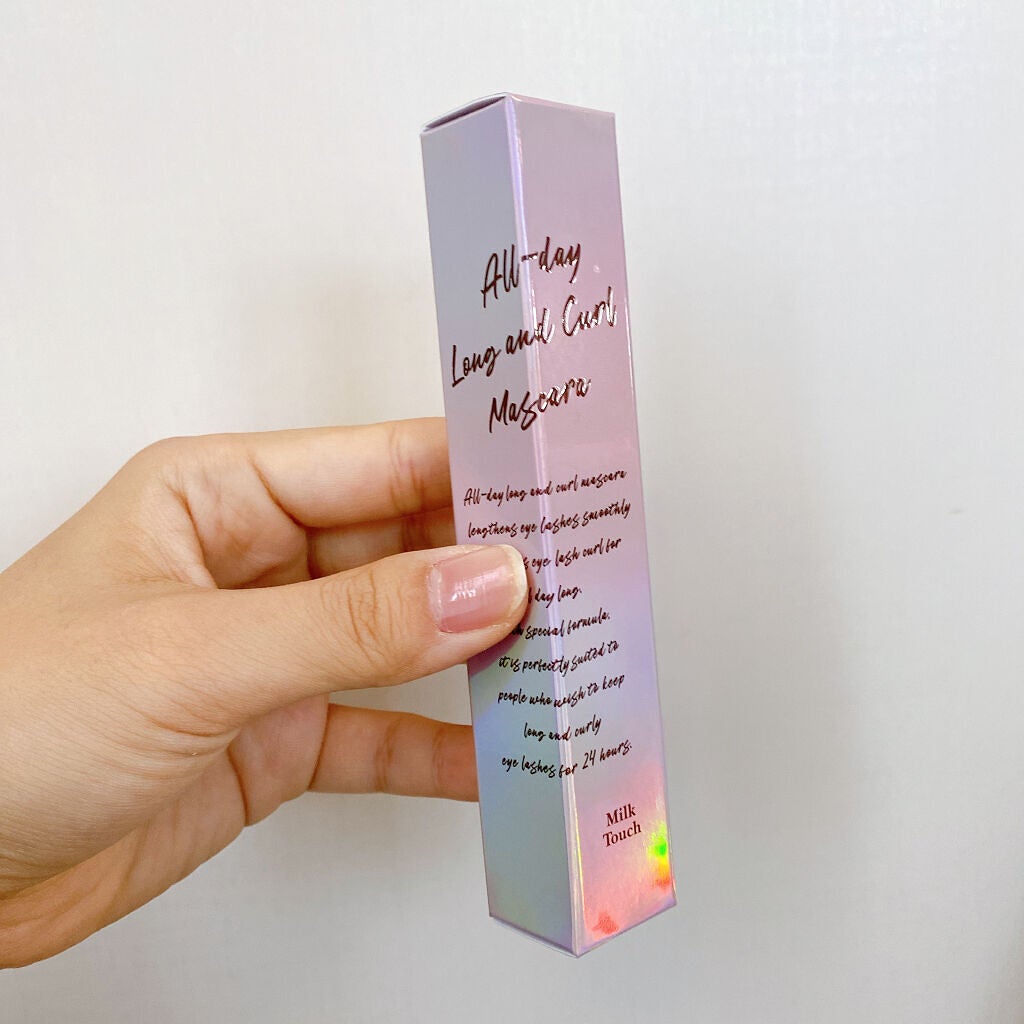 All-day
Long and Curl
Mascara
All-day long and curl mascara
lengthens eye lashes smoothly
eye lash curl for
day long.
special formula,
it is perfectly suited to
people who wish to keep
long and curly
eye lashes for 24 hours.
Milk
Touch